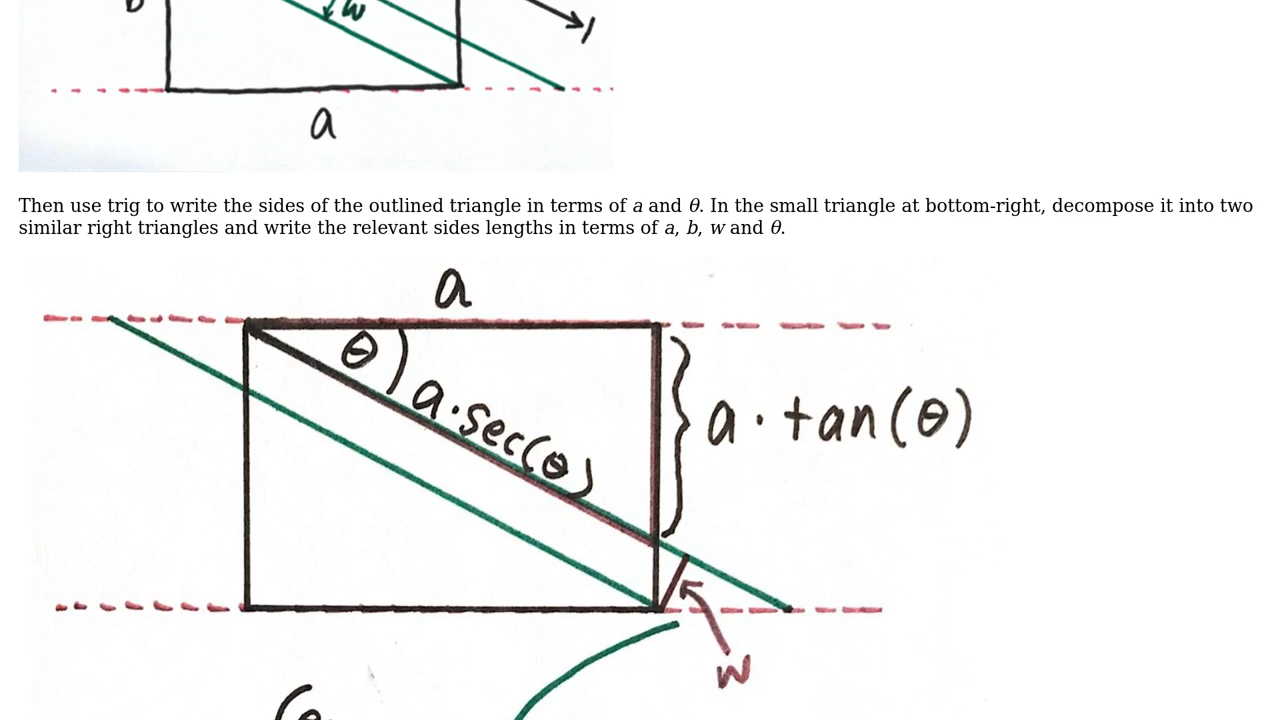 w
a
Then use trig to write the sides of the outlined triangle in terms of a and θ. In the small triangle at bottom-right, decompose it into two
similar right triangles and write the relevant sides lengths in terms of a, b, w and θ.
a
θ
a·sec(θ)
a·tan(θ)
w